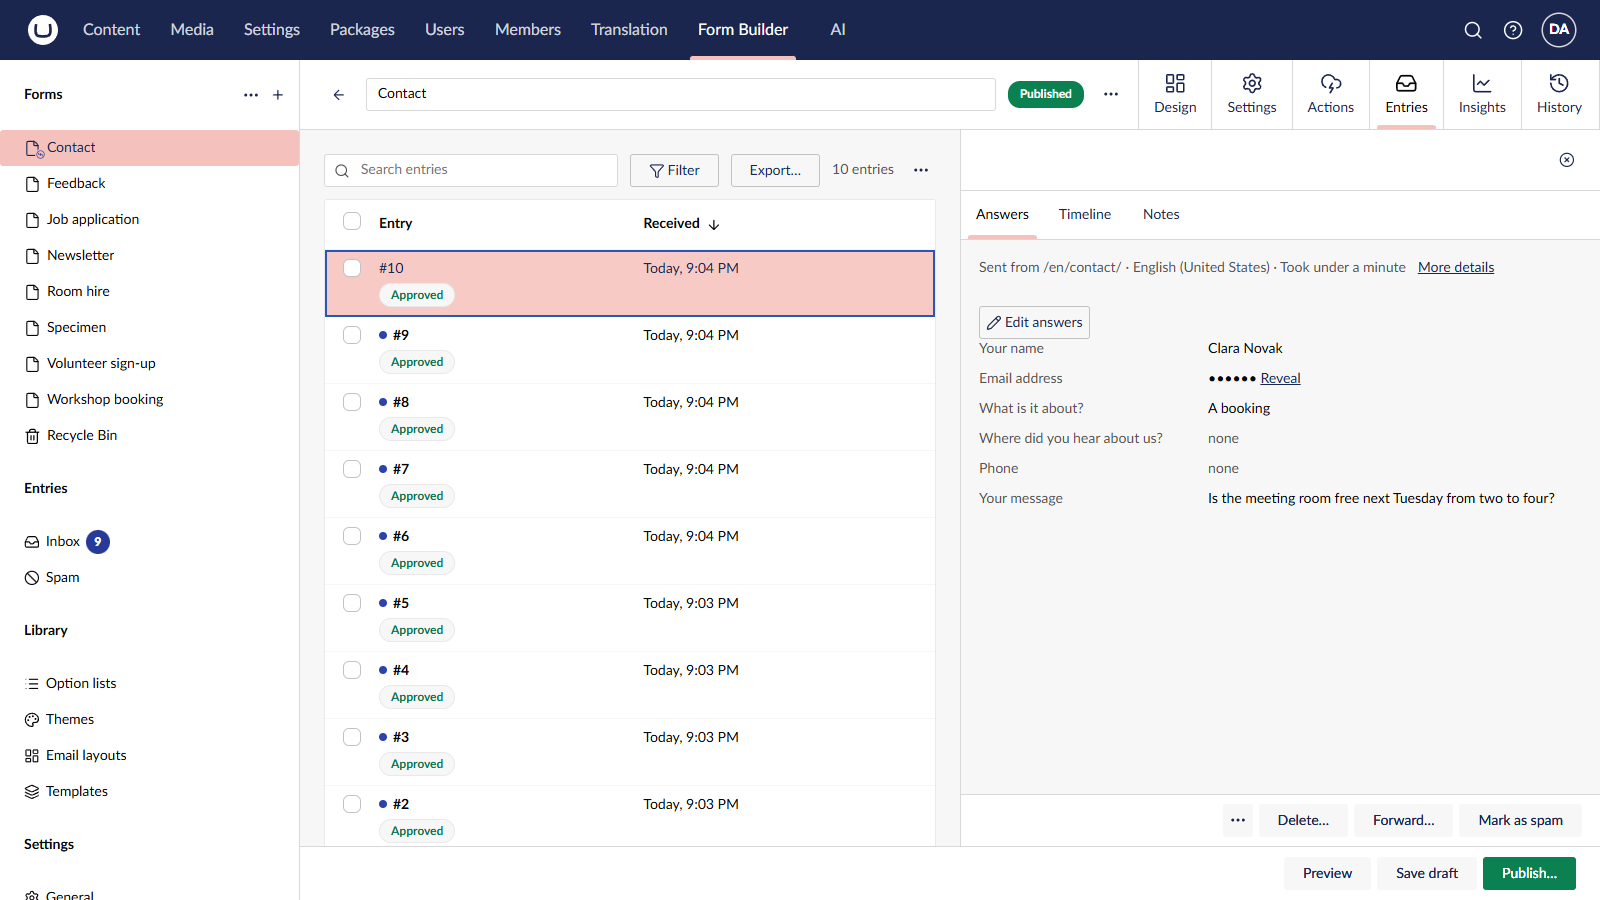 Content Media Settings Packages Users Members Translation Form Builder AI DA
Forms
Contact
Feedback
Job application
Newsletter
Room hire
Specimen
Volunteer sign-up
Workshop booking
Recycle Bin
Entries
Inbox 9
Spam
Library
Option lists
Themes
Email layouts
Templates
Settings
General
Contact Published Design Settings Actions Entries Insights History
Search entries Filter Export... 10 entries
Entry Received
#10 Today, 9:04 PM
Approved
#9 Today, 9:04 PM
Approved
#8 Today, 9:04 PM
Approved
#7 Today, 9:04 PM
Approved
#6 Today, 9:04 PM
Approved
#5 Today, 9:03 PM
Approved
#4 Today, 9:03 PM
Approved
#3 Today, 9:03 PM
Approved
#2 Today, 9:03 PM
Approved
Answers Timeline Notes
Sent from /en/contact/ · English (United States) · Took under a minute More details
Edit answers
Your name Clara Novak
Email address •••••• Reveal
What is it about? A booking
Where did you hear about us? none
Phone none
Your message Is the meeting room free next Tuesday from two to four?
Delete... Forward... Mark as spam
Preview Save draft Publish...